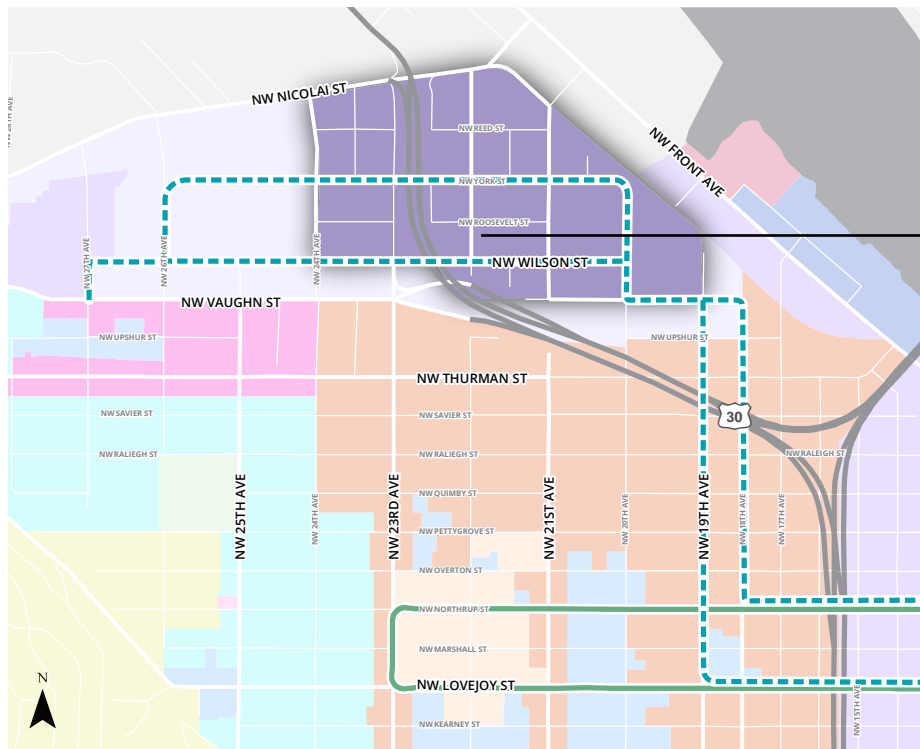 NW NICOLAI ST
NW REED ST
NW FRONT AVE
NW YORK ST
NW ROOSEVELT ST
NW 27TH AVE
NW 26TH AVE
NW 24TH AVE
NW WILSON ST
NW VAUGHN ST
NW UPSHUR ST
NW UPSHUR ST
NW THURMAN ST
NW SAVIER ST
NW SAVIER ST
30
NW RALIEGH ST
NW RALIEGH ST
NW RALEIGH ST
NW QUIMBY ST
NW 25TH AVE
NW 24TH AVE
NW 23RD AVE
NW 21ST AVE
NW 20TH AVE
NW 19TH AVE
NW 18TH AVE
NW 17TH AVE
NW PETTYGROVE ST
NW OVERTON ST
NW NORTHRUP ST
NW MARSHALL ST
N
NW LOVEJOY ST
NW 15TH AVE
NW KEARNEY ST